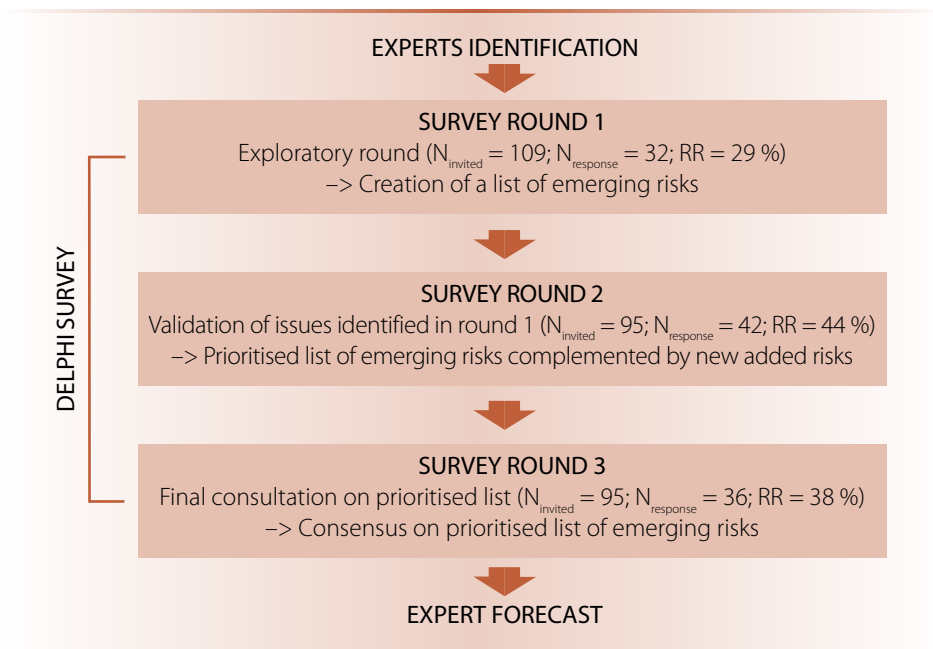 EXPERTS IDENTIFICATION
SURVEY ROUND 1
Exploratory round (Ninvited = 109; Nresponse = 32; RR = 29 %)
–> Creation of a list of emerging risks
DELPHI SURVEY
SURVEY ROUND 2
Validation of issues identified in round 1 (Ninvited = 95; Nresponse = 42; RR = 44 %)
–> Prioritised list of emerging risks complemented by new added risks
SURVEY ROUND 3
Final consultation on prioritised list (Ninvited = 95; Nresponse = 36; RR = 38 %)
–> Consensus on prioritised list of emerging risks
EXPERT FORECAST